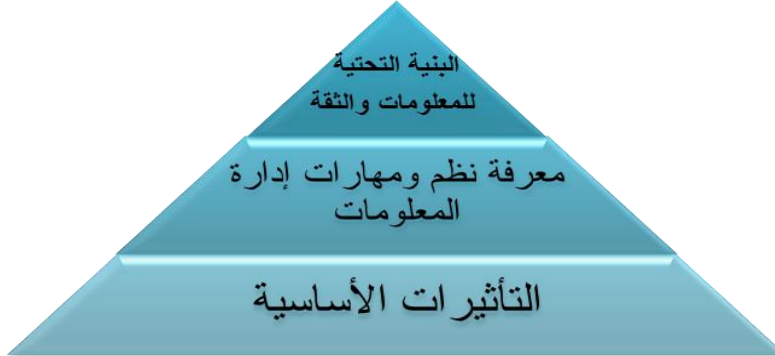 البنية التحتية
للمعلومات والثقة
معرفة نظم ومهارات إدارة
المعلومات
التأثيرات الأساسية